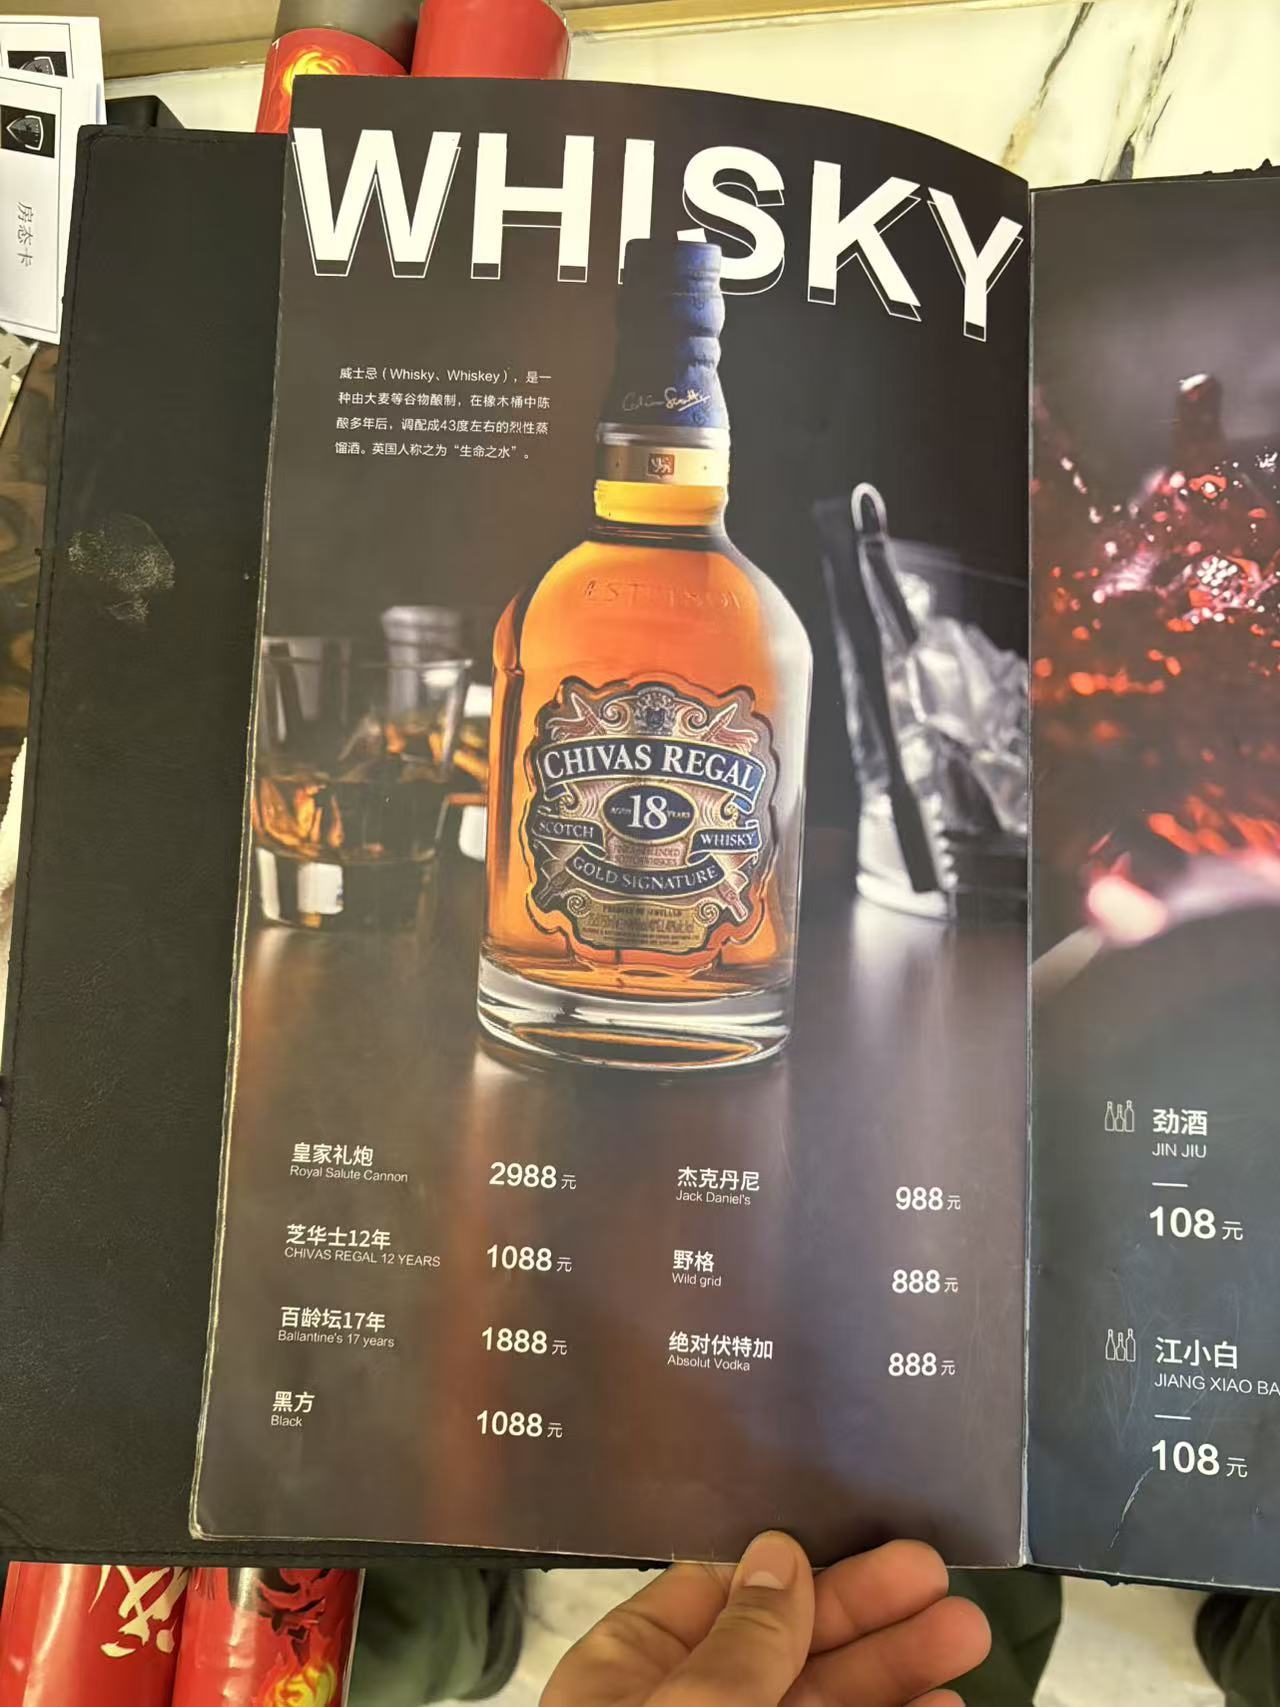 房态卡
WHISKY
威士忌（Whisky、Whiskey），是一
种由大麦等谷物酿制，在橡木桶中陈
酿多年后，调配成43度左右的烈性蒸
馏酒。英国人称之为“生命之水”。
CHIVAS REGAL
AGED 18 YEARS
SCOTCH WHISKY
GOLD SIGNATURE
PRODUCT OF SCOTLAND
皇家礼炮
Royal Salute Cannon
2988元
芝华士12年
CHIVAS REGAL 12 YEARS
1088元
百龄坛17年
Ballantine's 17 years
1888元
黑方
Black
1088元
杰克丹尼
Jack Daniel's
988元
野格
Wild grid
888元
绝对伏特加
Absolut Vodka
888元
劲酒
JIN JIU
108元
江小白
JIANG XIAO BA
108元